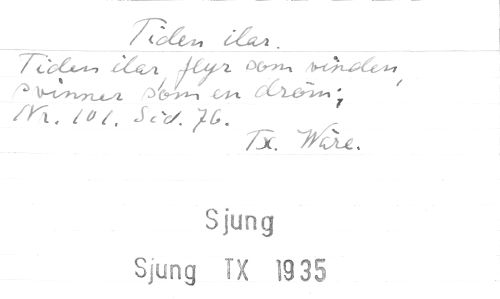 Tiden ilar.
Tiden ilar, flyr som vinden,
svinner som en dröm;
Nr. 101. Sid. 76.
Tx. Wåre.
Sjung
Sjung TX 1935